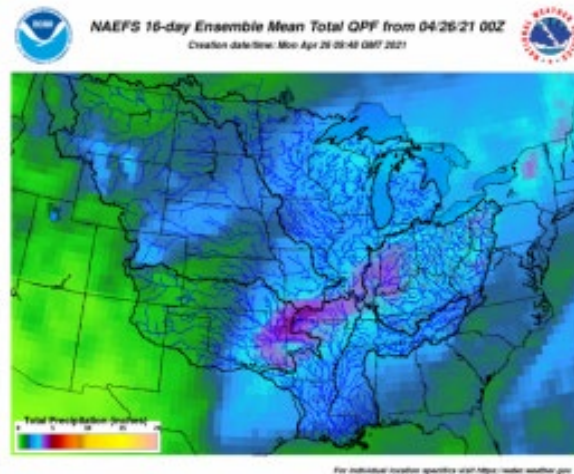 NAEFS 16-day Ensemble Mean Total QPF from 04/26/21 00Z
Creation date/time: Mon Apr 26 09:48 GMT 2021
Total Precipitation (inches)
For individual location specifics visit https://water.weather.gov